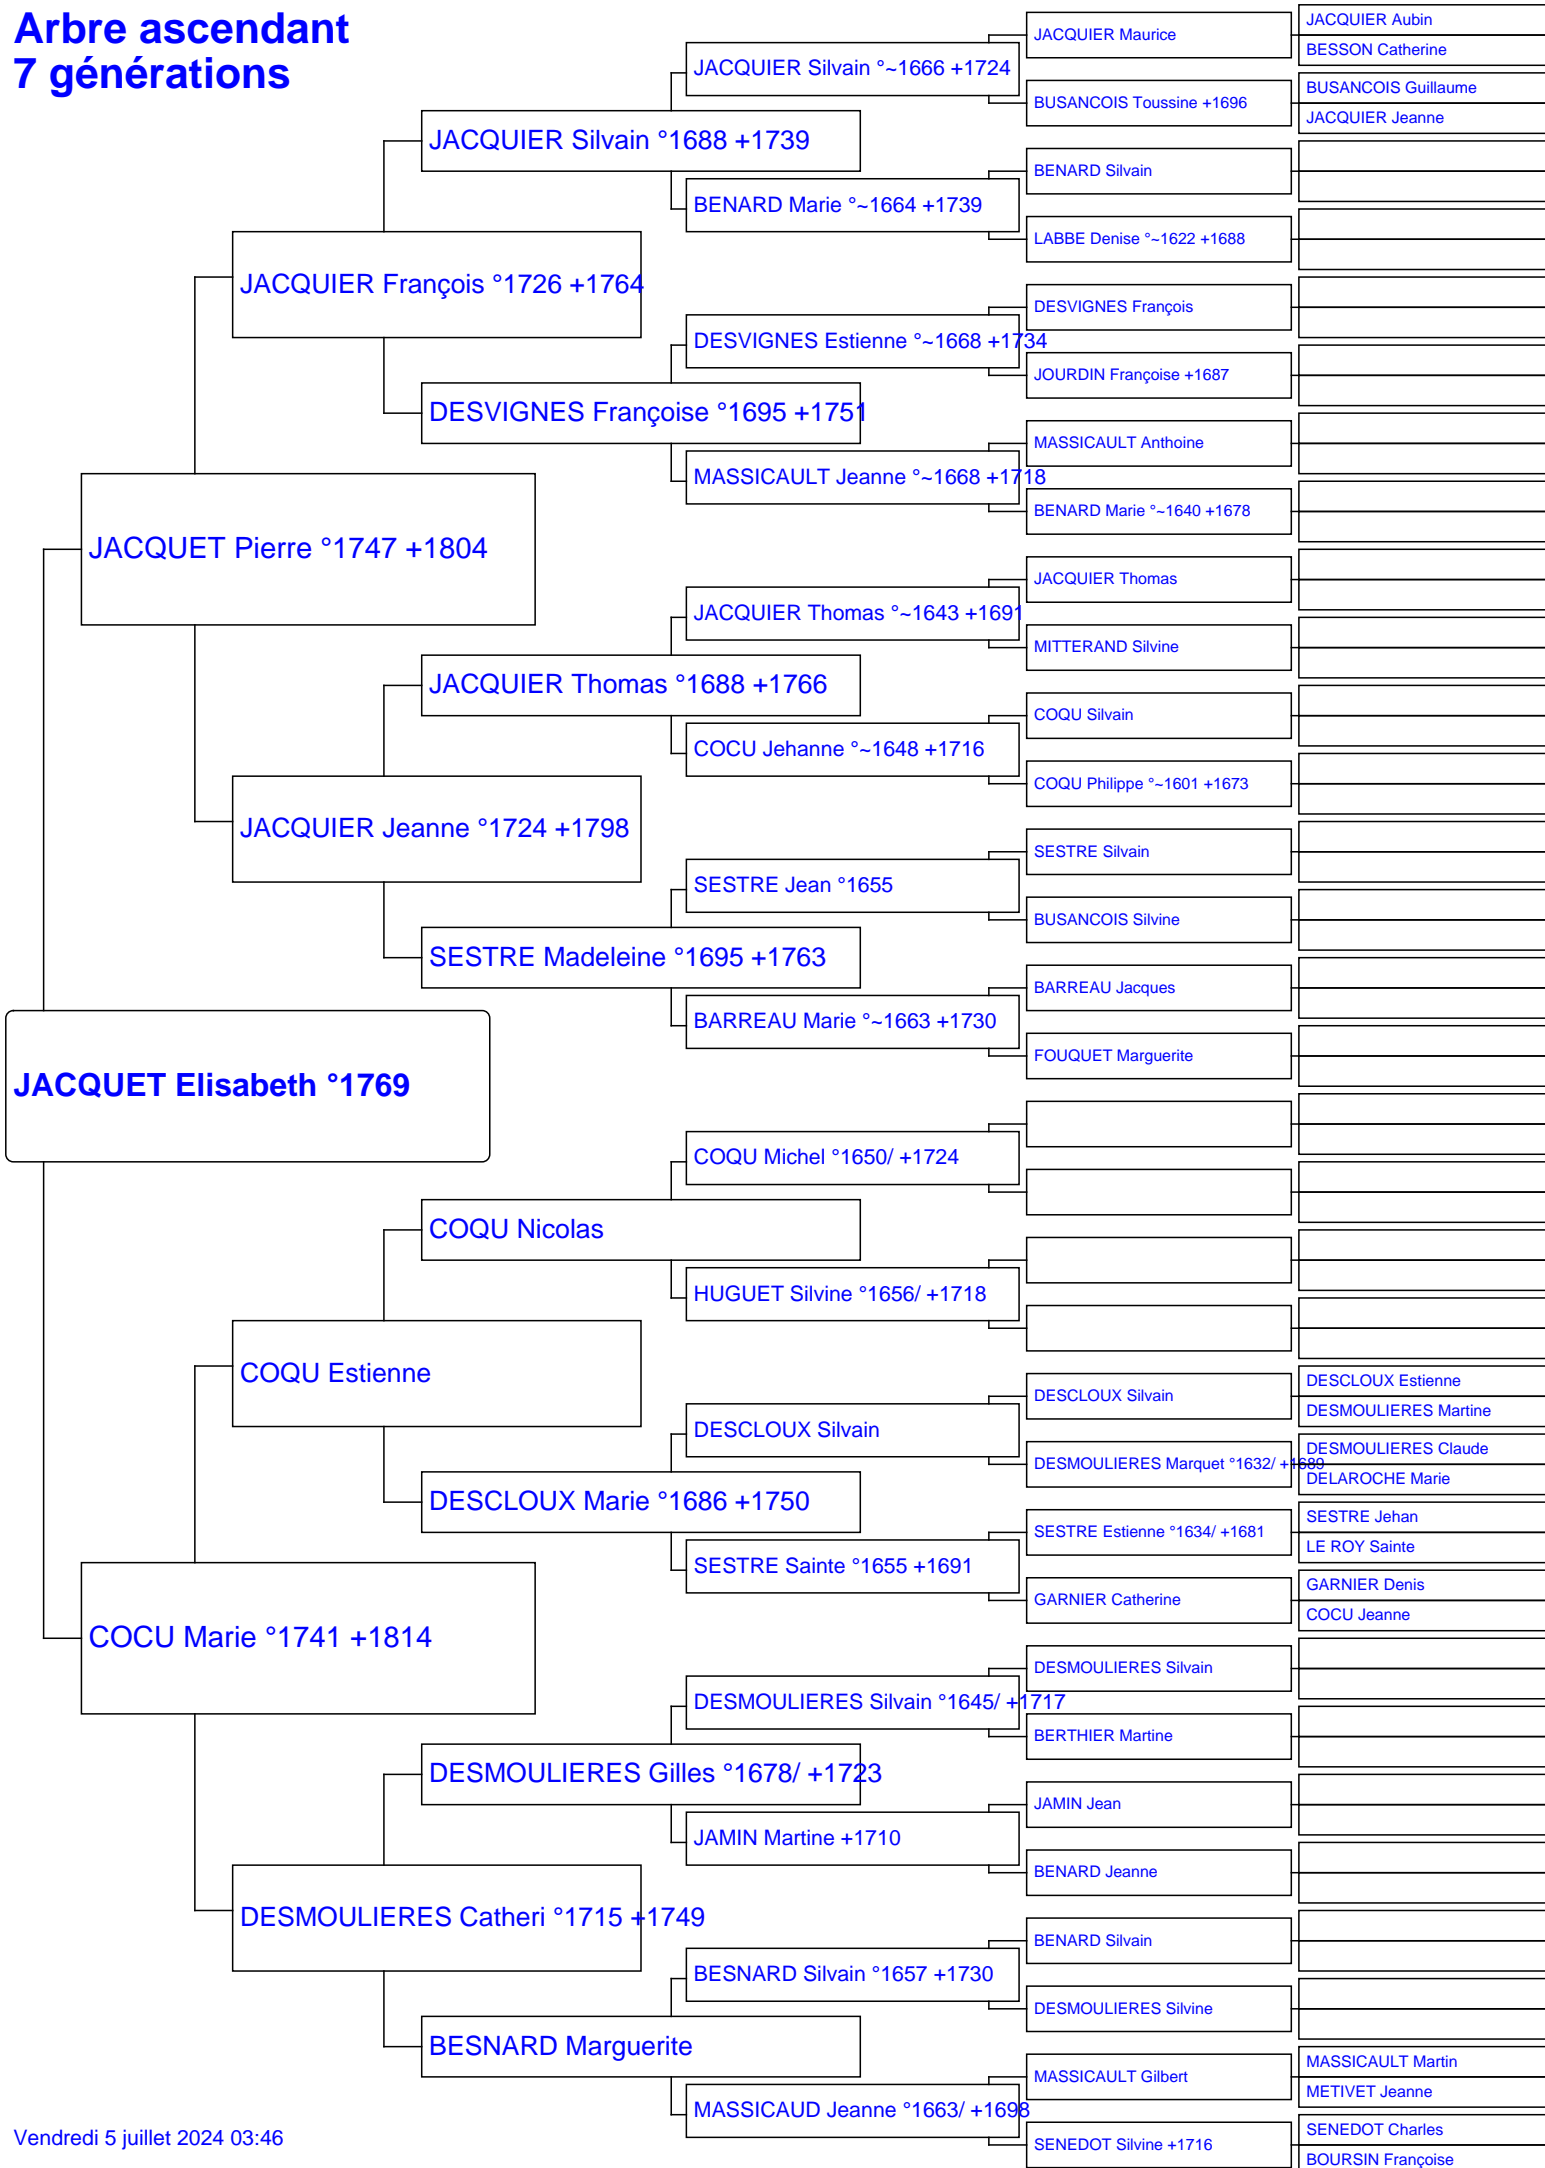 Arbre ascendant
7 générations
JACQUET Elisabeth °1769
JACQUET Pierre °1747 +1804
COCU Marie °1741 +1814
JACQUIER François °1726 +1764
JACQUIER Jeanne °1724 +1798
COQU Estienne
DESMOULIERES Catheri °1715 +1749
JACQUIER Silvain °1688 +1739
DESVIGNES Françoise °1695 +1751
JACQUIER Thomas °1688 +1766
SESTRE Madeleine °1695 +1763
COQU Nicolas
DESCLOUX Marie °1686 +1750
DESMOULIERES Gilles °1678/ +1723
BESNARD Marguerite
JACQUIER Silvain °~1666 +1724
BENARD Marie °~1664 +1739
DESVIGNES Estienne °~1668 +1734
MASSICAULT Jeanne °~1668 +1718
JACQUIER Thomas °~1643 +1691
COCU Jehanne °~1648 +1716
SESTRE Jean °1655
BARREAU Marie °~1663 +1730
COQU Michel °1650/ +1724
HUGUET Silvine °1656/ +1718
DESCLOUX Silvain
SESTRE Sainte °1655 +1691
DESMOULIERES Silvain °1645/ +1717
JAMIN Martine +1710
BESNARD Silvain °1657 +1730
MASSICAUD Jeanne °1663/ +1698
JACQUIER Maurice
BUSANCOIS Toussine +1696
BENARD Silvain
LABBE Denise °~1622 +1688
DESVIGNES François
JOURDIN Françoise +1687
MASSICAULT Anthoine
BENARD Marie °~1640 +1678
JACQUIER Thomas
MITTERAND Silvine
COQU Silvain
COQU Philippe °~1601 +1673
SESTRE Silvain
BUSANCOIS Silvine
BARREAU Jacques
FOUQUET Marguerite
DESCLOUX Silvain
DESMOULIERES Marquet °1632/ +1689
SESTRE Estienne °1634/ +1681
GARNIER Catherine
DESMOULIERES Silvain
BERTHIER Martine
JAMIN Jean
BENARD Jeanne
BENARD Silvain
DESMOULIERES Silvine
MASSICAULT Gilbert
SENEDOT Silvine +1716
JACQUIER Aubin
BESSON Catherine
BUSANCOIS Guillaume
JACQUIER Jeanne
DESCLOUX Estienne
DESMOULIERES Martine
DESMOULIERES Claude
DELAROCHE Marie
SESTRE Jehan
LE ROY Sainte
GARNIER Denis
COCU Jeanne
MASSICAULT Martin
METIVET Jeanne
SENEDOT Charles
BOURSIN Françoise
Vendredi 5 juillet 2024 03:46